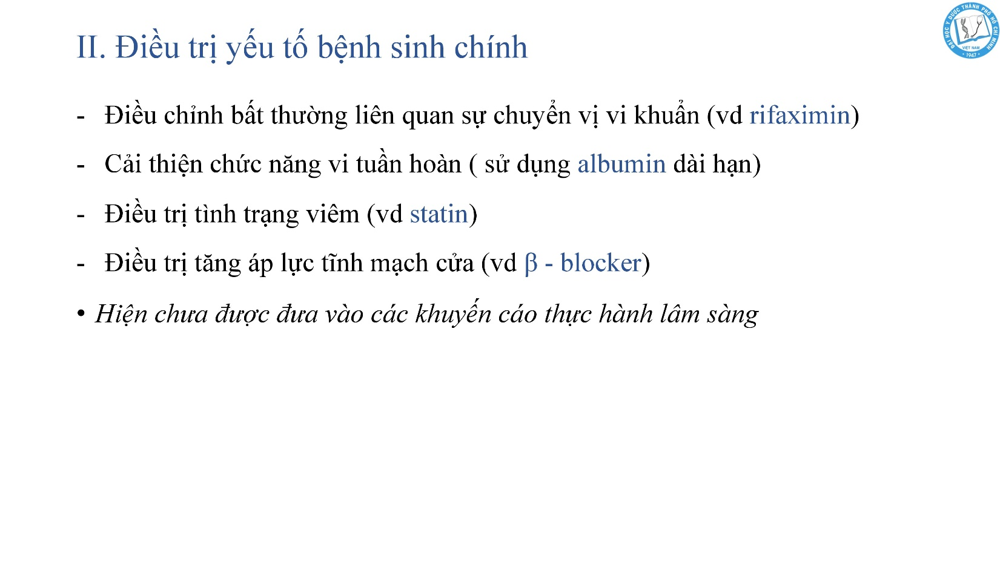 II. Điều trị yếu tố bệnh sinh chính
ĐẠI HỌC Y DƯỢC THÀNH PHỐ HỒ CHÍ MINH
VIỆT NAM
1947
- Điều chỉnh bất thường liên quan sự chuyển vị vi khuẩn (vd rifaximin)
- Cải thiện chức năng vi tuần hoàn ( sử dụng albumin dài hạn)
- Điều trị tình trạng viêm (vd statin)
- Điều trị tăng áp lực tĩnh mạch cửa (vd β - blocker)
• Hiện chưa được đưa vào các khuyến cáo thực hành lâm sàng